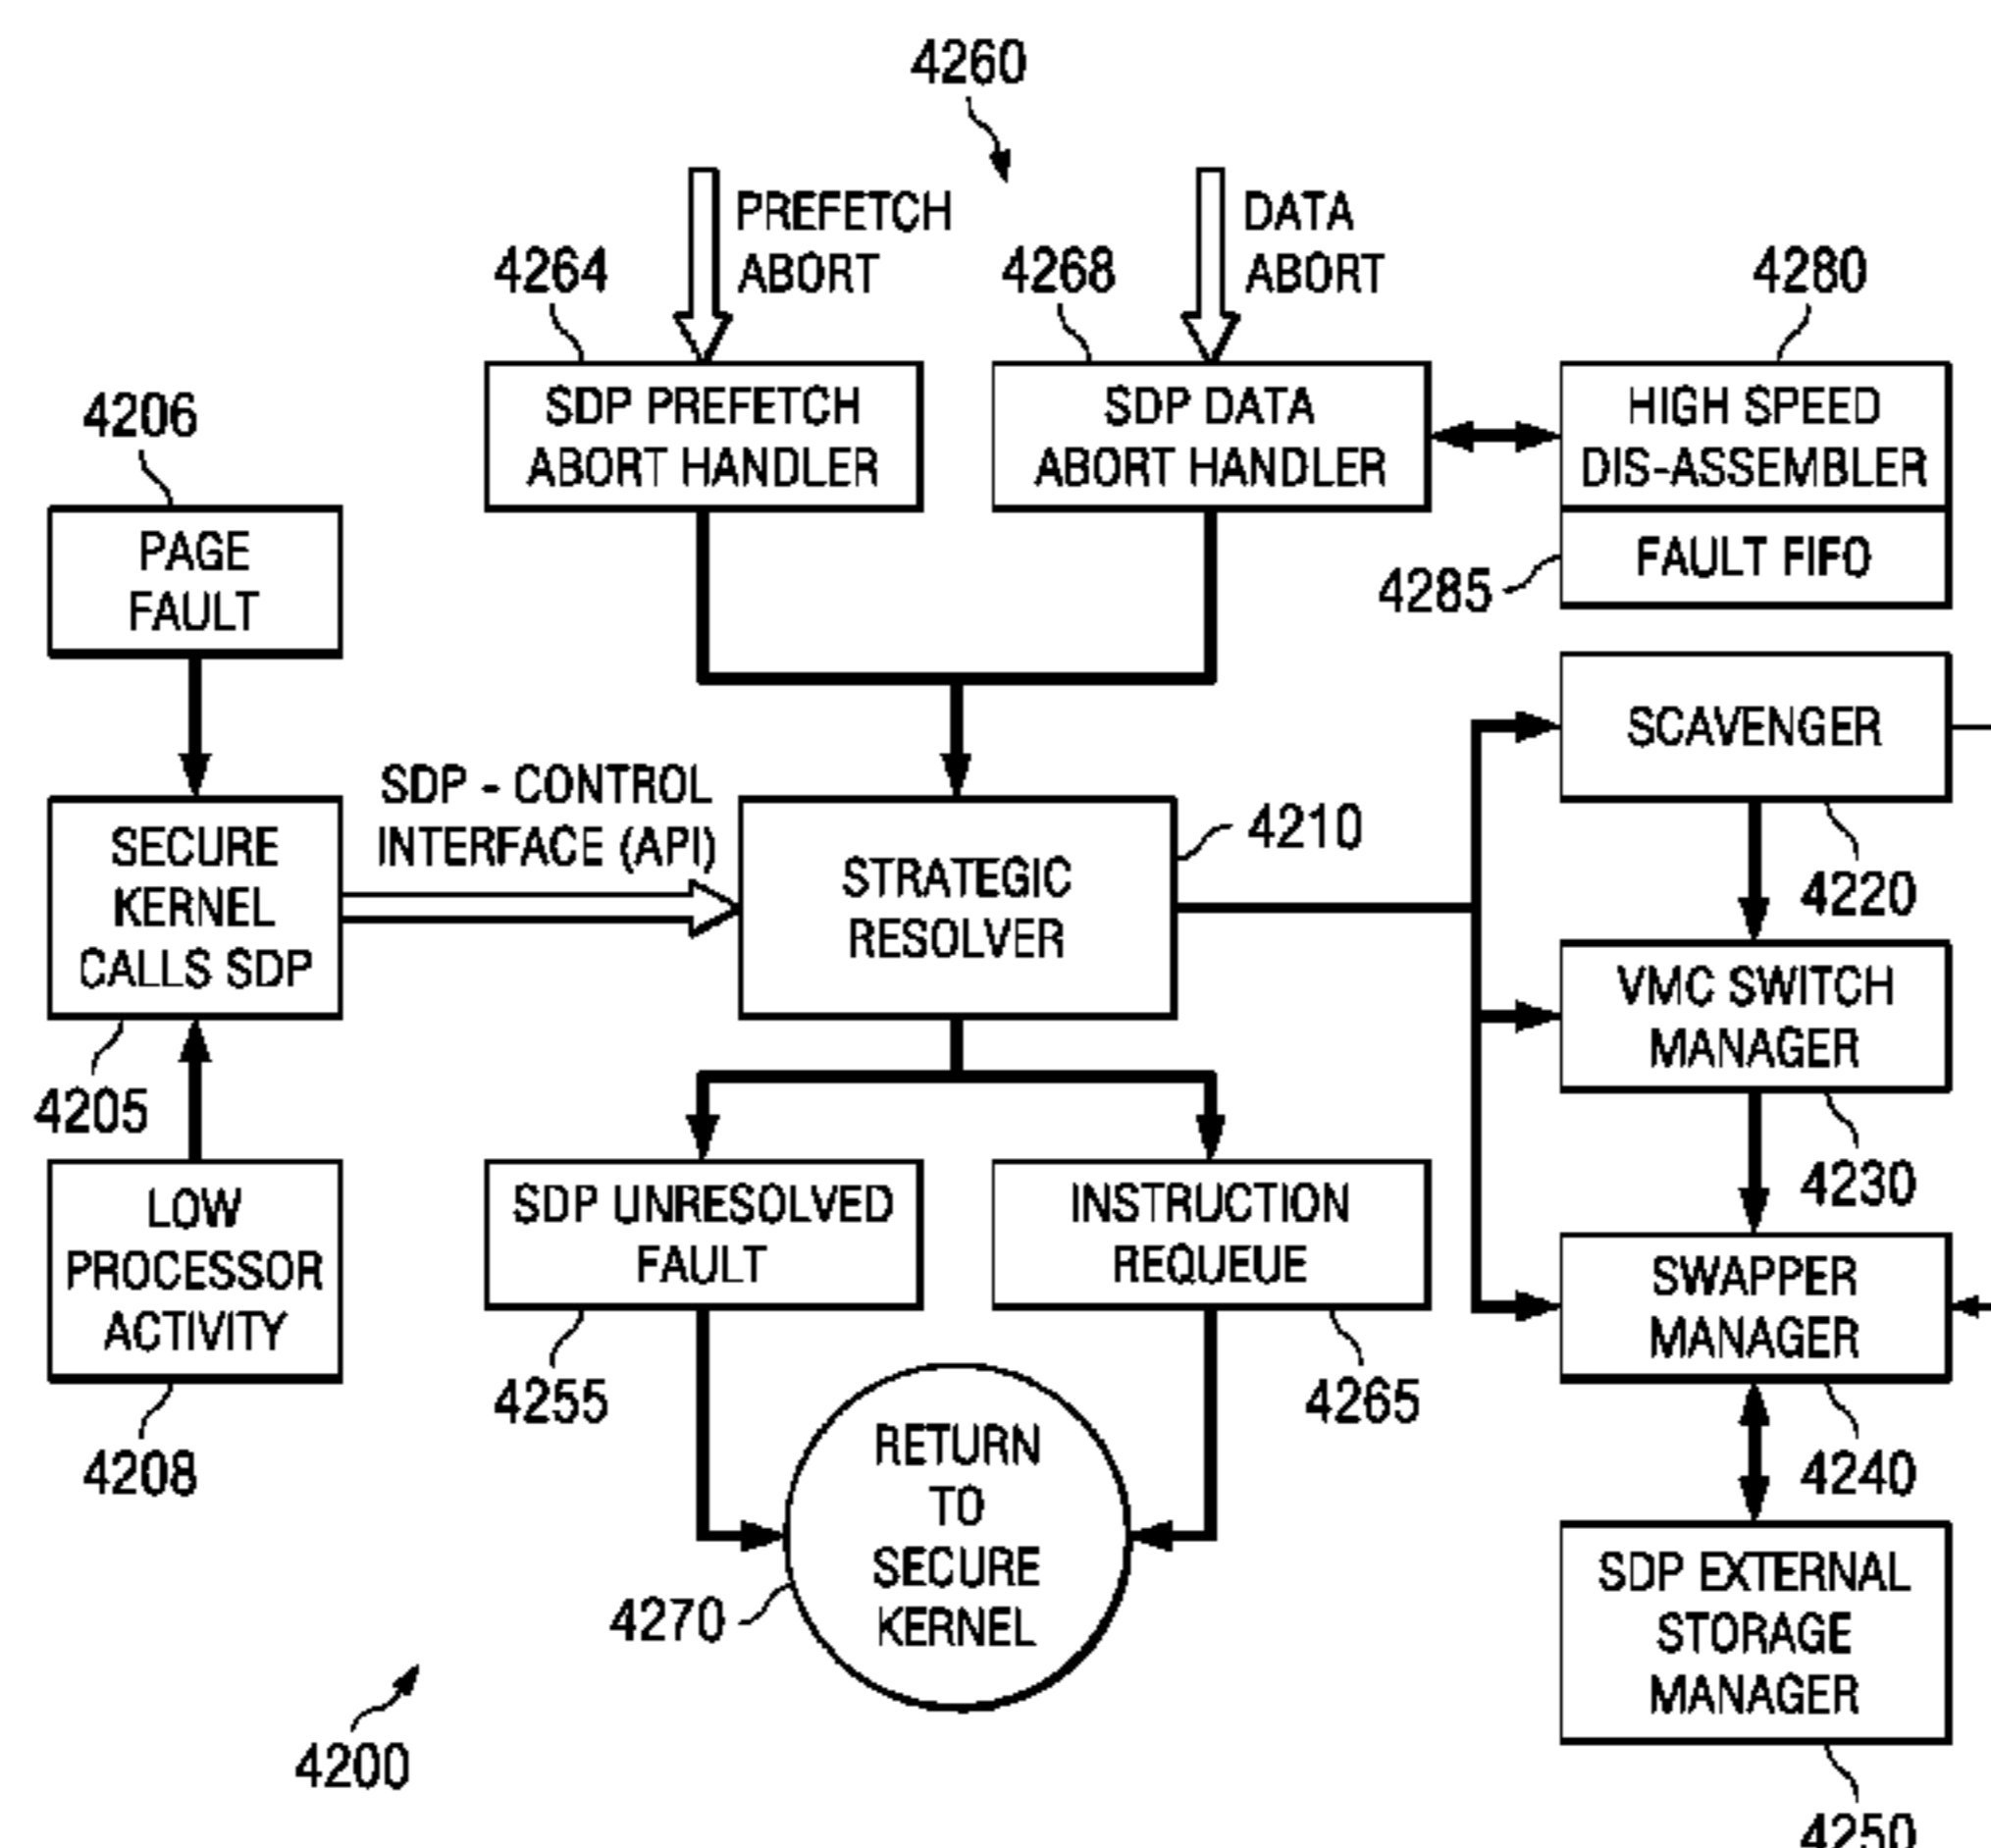 4260
PREFETCH
ABORT
DATA
ABORT
4264
4268
4280
SDP PREFETCH
ABORT HANDLER
SDP DATA
ABORT HANDLER
HIGH SPEED
DIS-ASSEMBLER
FAULT FIFO
4285
4206
PAGE
FAULT
SCAVENGER
4220
SECURE
KERNEL
CALLS SDP
4205
SDP - CONTROL
INTERFACE (API)
STRATEGIC
RESOLVER
4210
VMC SWITCH
MANAGER
4230
LOW
PROCESSOR
ACTIVITY
4208
SDP UNRESOLVED
FAULT
4255
INSTRUCTION
REQUEUE
4265
SWAPPER
MANAGER
4240
RETURN
TO
SECURE
KERNEL
4270
SDP EXTERNAL
STORAGE
MANAGER
4250
4200